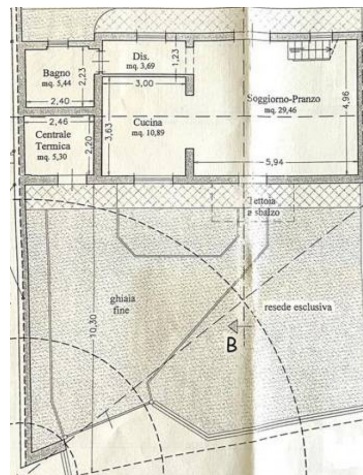 Dis.
mq. 3,69
1,23
Bagno
mq. 5,44
2,23
2,40
3,00
Soggiorno-Pranzo
mq. 29,46
4,96
2,46
Centrale
Termica
mq. 5,30
2,20
3,63
Cucina
mq. 10,89
5,94
Tettoia
a sbalzo
ghiaia
fine
resede esclusiva
10,30
B